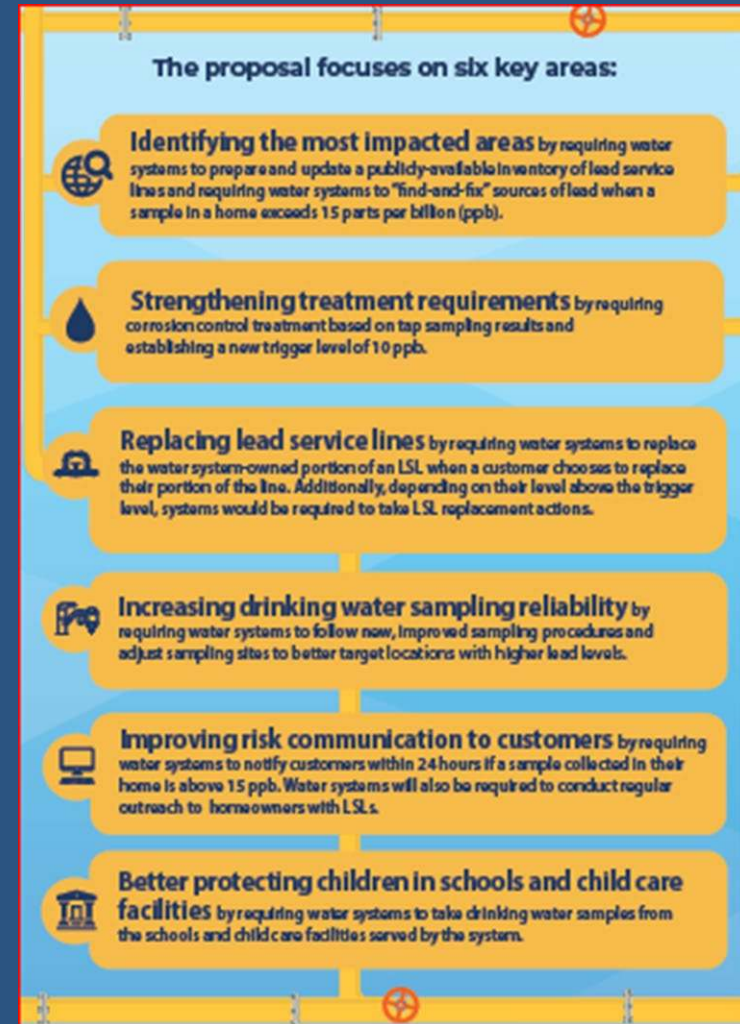 The proposal focuses on six key areas:
Identifying the most impacted areas by requiring water
systems to prepare and update a publicly-available inventory of lead service
lines and requiring water systems to "find-and-fix" sources of lead when a
sample in a home exceeds 15 parts per billion (ppb).
Strengthening treatment requirements by requiring
corrosion control treatment based on tap sampling results and
establishing a new trigger level of 10 ppb.
Replacing lead service lines by requiring water systems to replace
the water system-owned portion of an LSL when a customer chooses to replace
their portion of the line. Additionally, depending on their level above the trigger
level, systems would be required to take LSL replacement actions.
Increasing drinking water sampling reliability by
requiring water systems to follow new, improved sampling procedures and
adjust sampling sites to better target locations with higher lead levels.
Improving risk communication to customers by requiring
water systems to notify customers within 24 hours if a sample collected in their
home is above 15 ppb. Water systems will also be required to conduct regular
outreach to homeowners with LSLs.
Better protecting children in schools and child care
facilities by requiring water systems to take drinking water samples from
the schools and child care facilities served by the system.